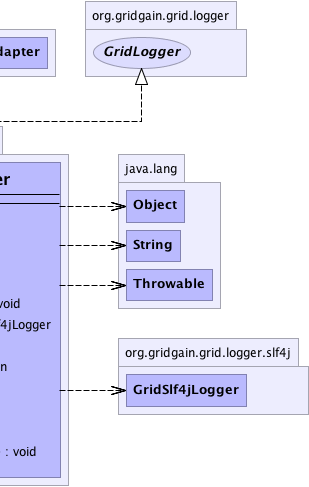 org.gridgain.grid.logger
dapter
GridLogger
java.lang
er
Object
String
Throwable
void
f4jLogger
org.gridgain.grid.logger.slf4j
n
GridSlf4jLogger
: void